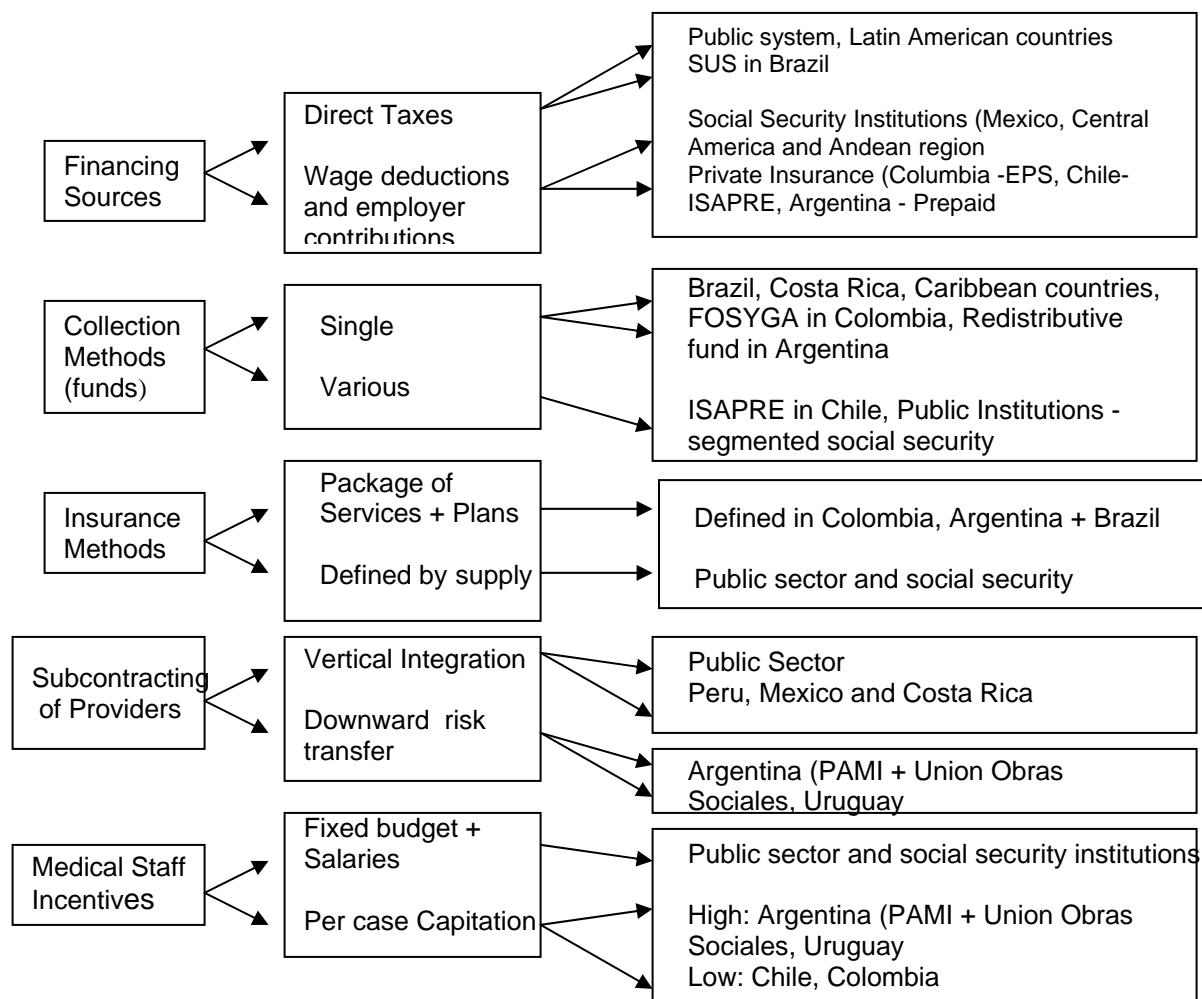 Financing
Sources
Direct Taxes
Wage deductions
and employer
contributions
Public system, Latin American countries
SUS in Brazil
Social Security Institutions (Mexico, Central
America and Andean region
Private Insurance (Columbia -EPS, Chile-
ISAPRE, Argentina - Prepaid
Collection
Methods
(funds)
Single
Various
Brazil, Costa Rica, Caribbean countries,
FOSYGA in Colombia, Redistributive
fund in Argentina
ISAPRE in Chile, Public Institutions -
segmented social security
Insurance
Methods
Package of
Services + Plans
Defined by supply
Defined in Colombia, Argentina + Brazil
Public sector and social security
Subcontracting
of Providers
Vertical Integration
Downward risk
transfer
Public Sector
Peru, Mexico and Costa Rica
Argentina (PAMI + Union Obras
Sociales, Uruguay
Medical Staff
Incentives
Fixed budget +
Salaries
Per case Capitation
Public sector and social security institutions
High: Argentina (PAMI + Union Obras
Sociales, Uruguay
Low: Chile, Colombia